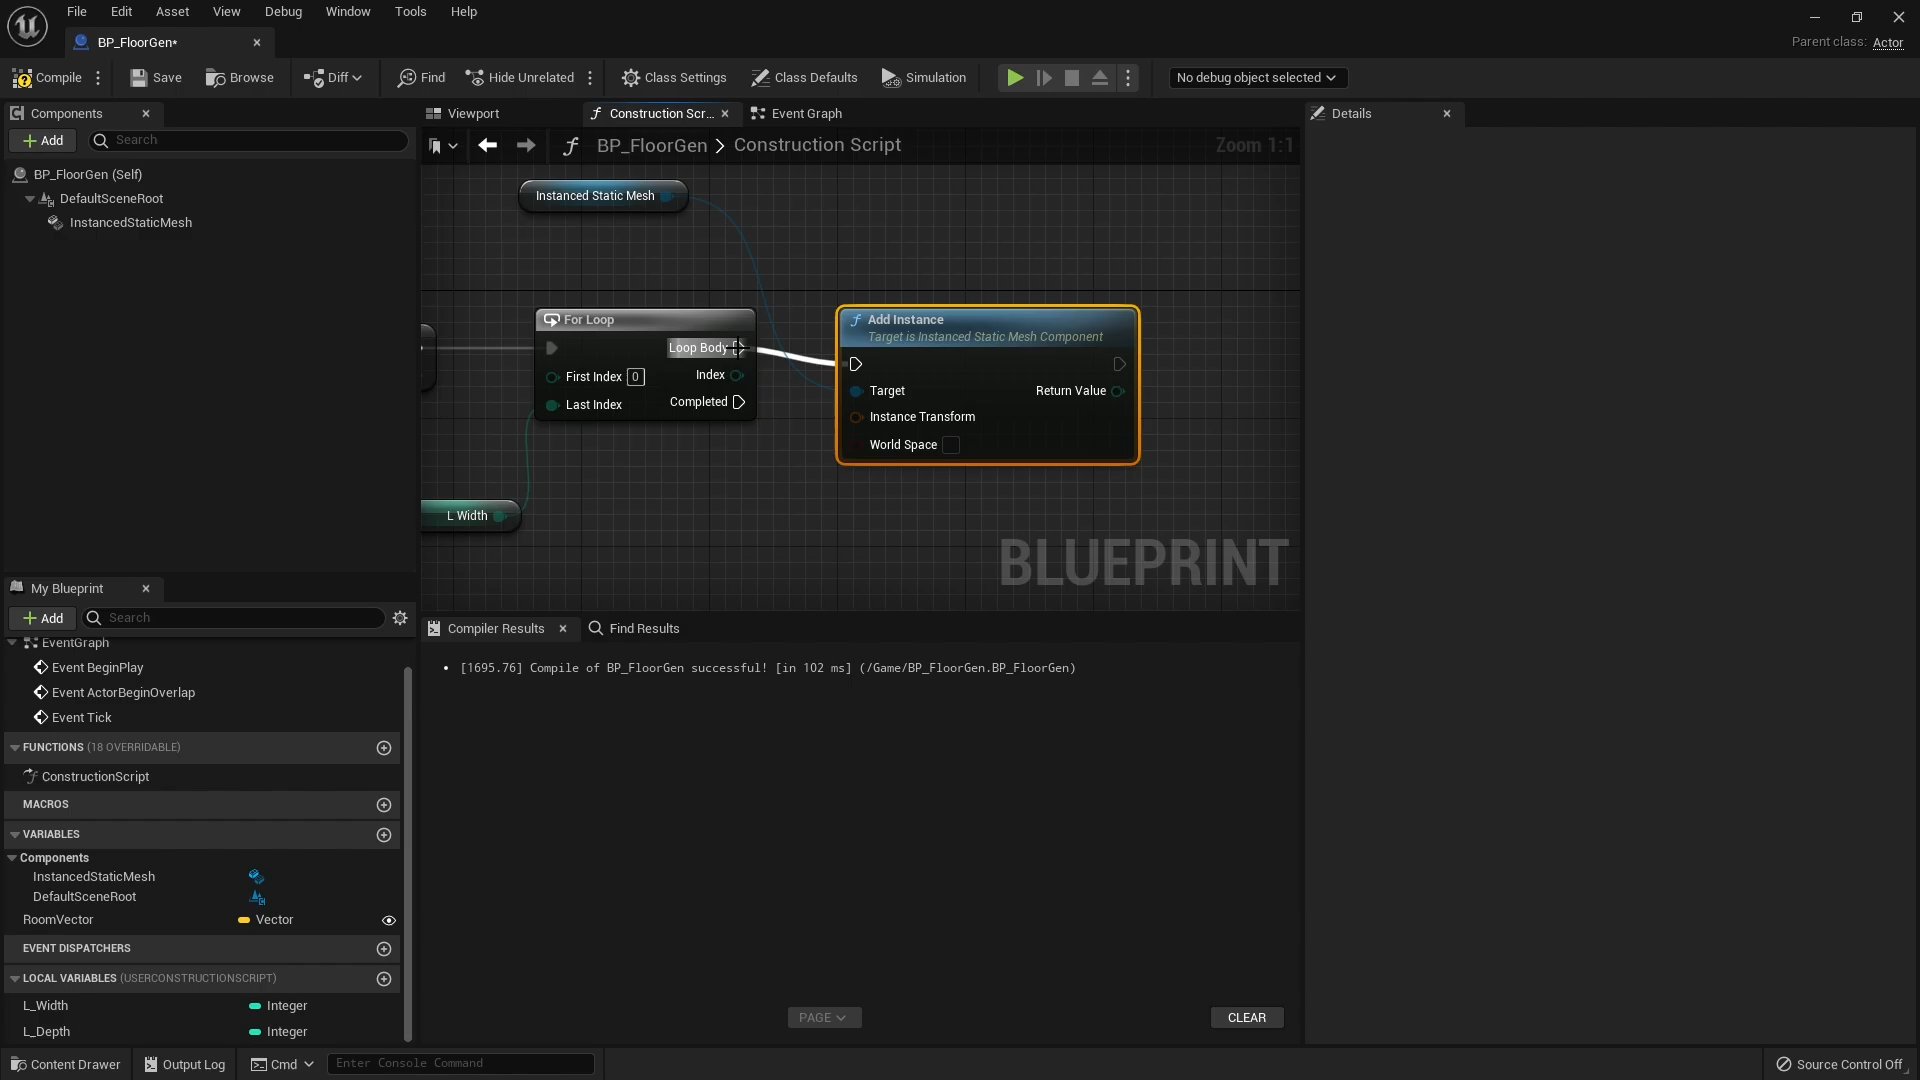 File Edit Asset View Debug Window Tools Help
BP_FloorGen*
Parent class: Actor
Compile Save Browse Diff Find Hide Unrelated Class Settings Class Defaults Simulation No debug object selected
Components
Add Search
BP_FloorGen (Self)
DefaultSceneRoot
InstancedStaticMesh
Viewport Construction Scr... Event Graph
BP_FloorGen > Construction Script Zoom 1:1
Instanced Static Mesh
For Loop
Loop Body
First Index 0 Index
Last Index Completed
Add Instance
Target is Instanced Static Mesh Component
Target Return Value
Instance Transform
World Space
L Width
BLUEPRINT
Details
My Blueprint
Add Search
EventGraph
Event BeginPlay
Event ActorBeginOverlap
Event Tick
FUNCTIONS (18 OVERRIDABLE)
ConstructionScript
MACROS
VARIABLES
Components
InstancedStaticMesh
DefaultSceneRoot
RoomVector Vector
EVENT DISPATCHERS
LOCAL VARIABLES (USERCONSTRUCTIONSCRIPT)
L_Width Integer
L_Depth Integer
Compiler Results Find Results
[1695.76] Compile of BP_FloorGen successful! [in 102 ms] (/Game/BP_FloorGen.BP_FloorGen)
PAGE CLEAR
Content Drawer Output Log Cmd Enter Console Command Source Control Off